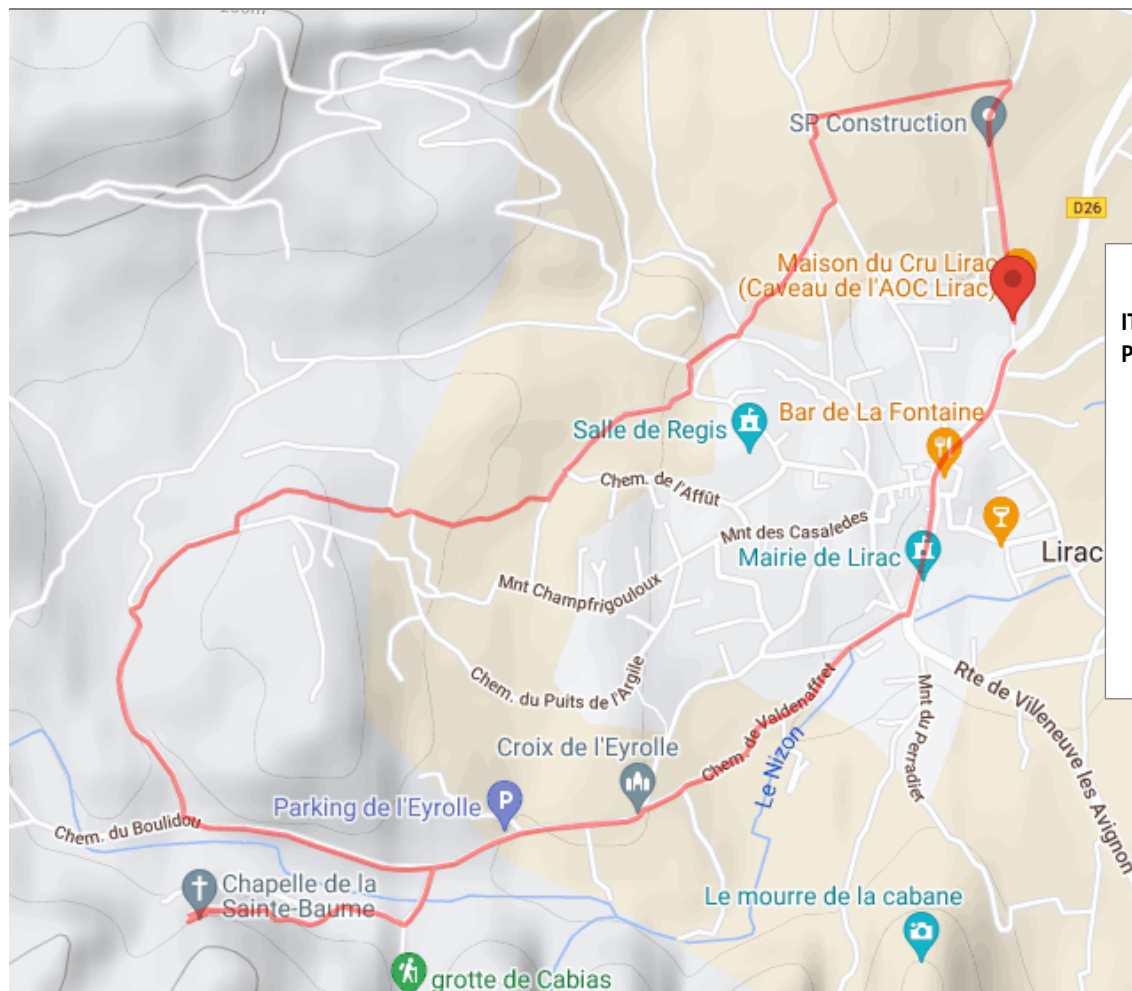 SP Construction
D26
Maison du Cru Lirac
(Caveau de l'AOC Lirac)
Bar de La Fontaine
Salle de Regis
Chem. de l'Affût
Mnt des Casaledes
Mairie de Lirac
Lirac
Mnt Champfrigouloux
Chem. du Puits de l'Argile
Rte de Villeneuve les Avignon
Mnt du Perradier
Chem. de Valdenaffret
Le Nizon
Croix de l'Eyrolle
Parking de l'Eyrolle
P
Chem. du Boulidou
Chapelle de la
Sainte-Baume
Le mourre de la cabane
grotte de Cabias
IT
P